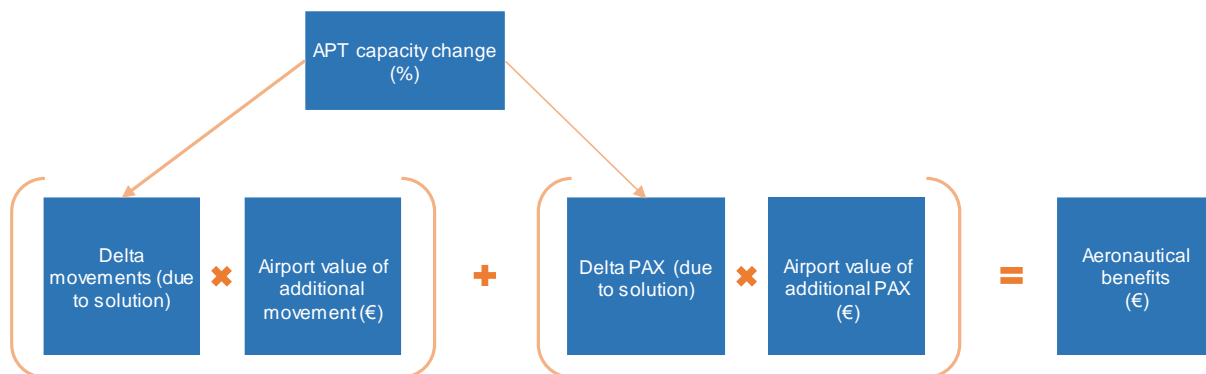 APT capacity change
(%)
Delta
movements (due
to solution)
Airport value of
additional
movement (€)
Delta PAX (due
to solution)
Airport value of
additional PAX
(€)
Aeronautical
benefits
(€)